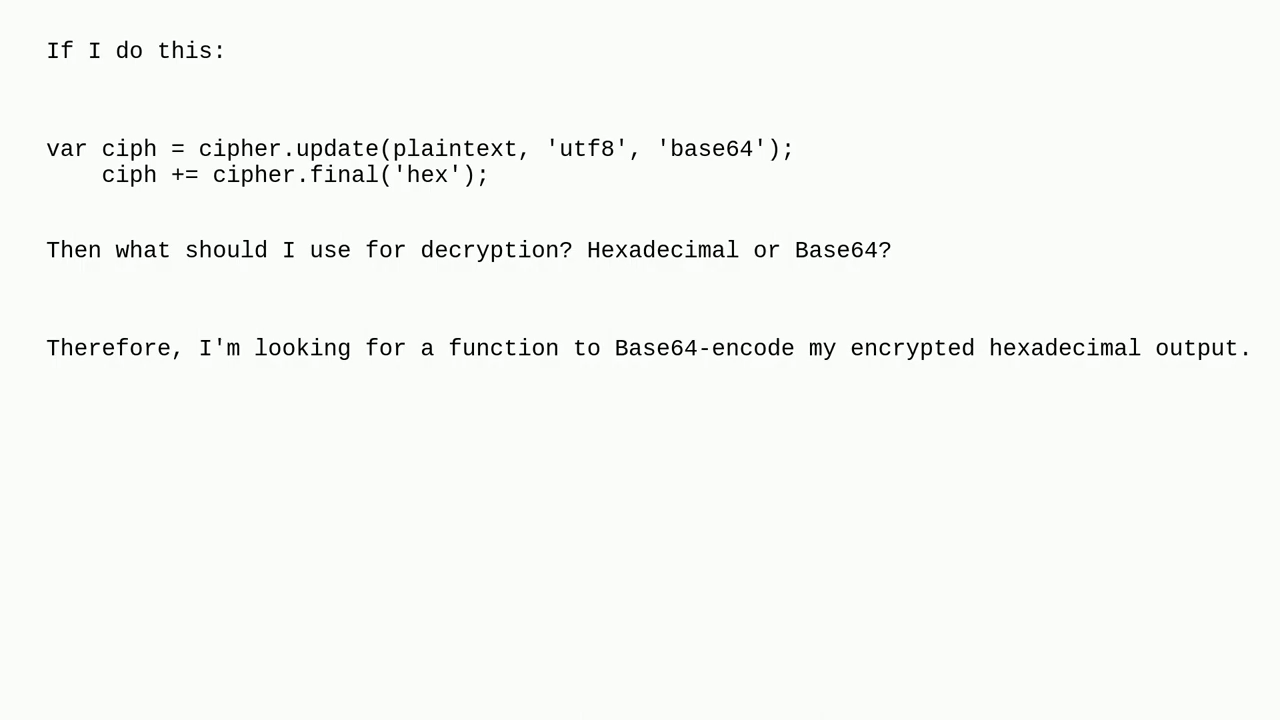 If I do this:
var ciph = cipher.update(plaintext, 'utf8', 'base64');
    ciph += cipher.final('hex');
Then what should I use for decryption? Hexadecimal or Base64?
Therefore, I'm looking for a function to Base64-encode my encrypted hexadecimal output.